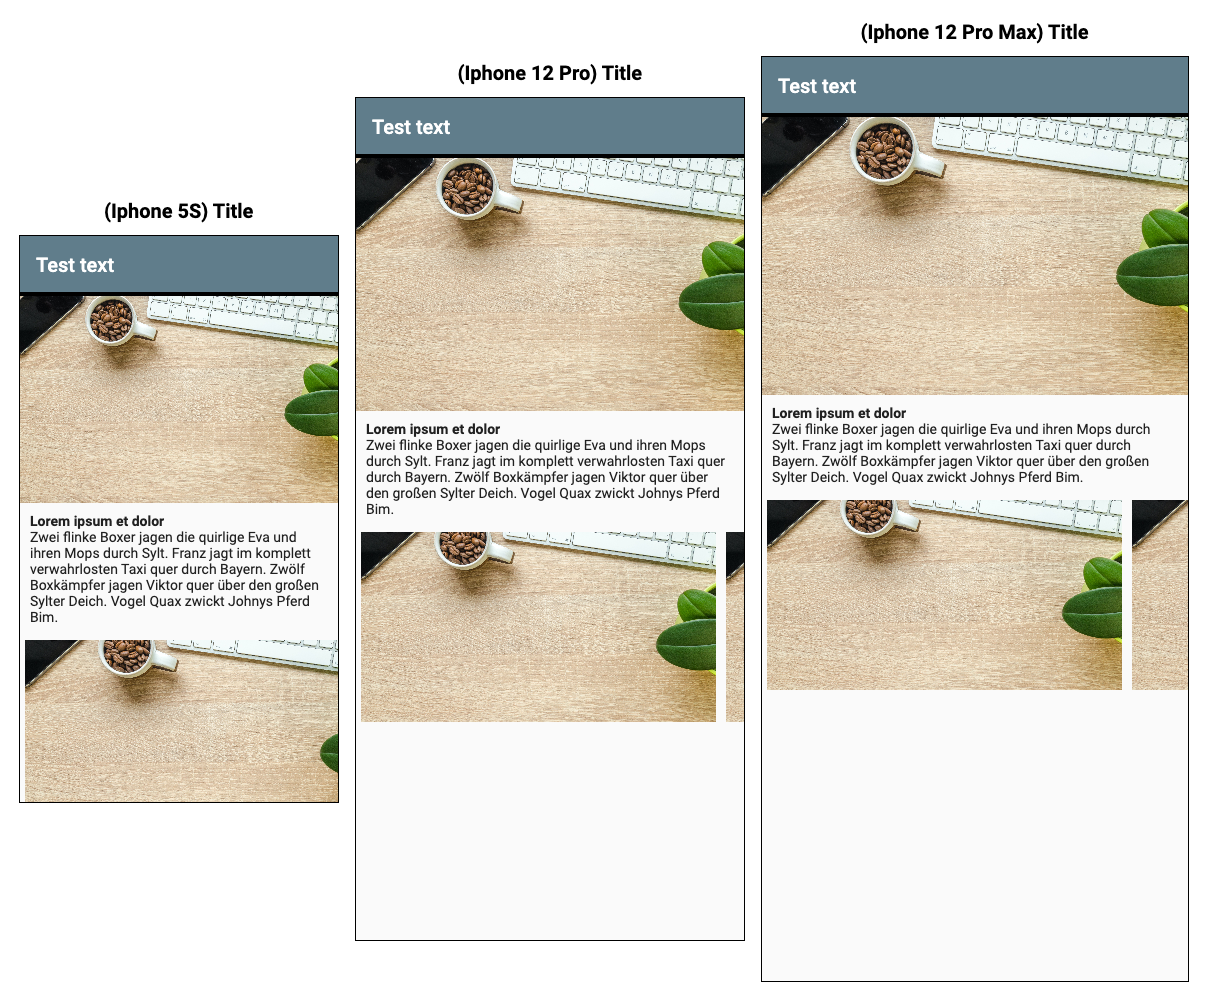 (Iphone 5S) Title
Test text
Lorem ipsum et dolor
Zwei flinke Boxer jagen die quirlige Eva und
ihren Mops durch Sylt. Franz jagt im komplett
verwahrlosten Taxi quer durch Bayern. Zwölf
Boxkämpfer jagen Viktor quer über den großen
Sylter Deich. Vogel Quax zwickt Johnys Pferd
Bim.
(Iphone 12 Pro) Title
Test text
Lorem ipsum et dolor
Zwei flinke Boxer jagen die quirlige Eva und ihren Mops
durch Sylt. Franz jagt im komplett verwahrlosten Taxi quer
durch Bayern. Zwölf Boxkämpfer jagen Viktor quer über
den großen Sylter Deich. Vogel Quax zwickt Johnys Pferd
Bim.
(Iphone 12 Pro Max) Title
Test text
Lorem ipsum et dolor
Zwei flinke Boxer jagen die quirlige Eva und ihren Mops durch
Sylt. Franz jagt im komplett verwahrlosten Taxi quer durch
Bayern. Zwölf Boxkämpfer jagen Viktor quer über den großen
Sylter Deich. Vogel Quax zwickt Johnys Pferd Bim.